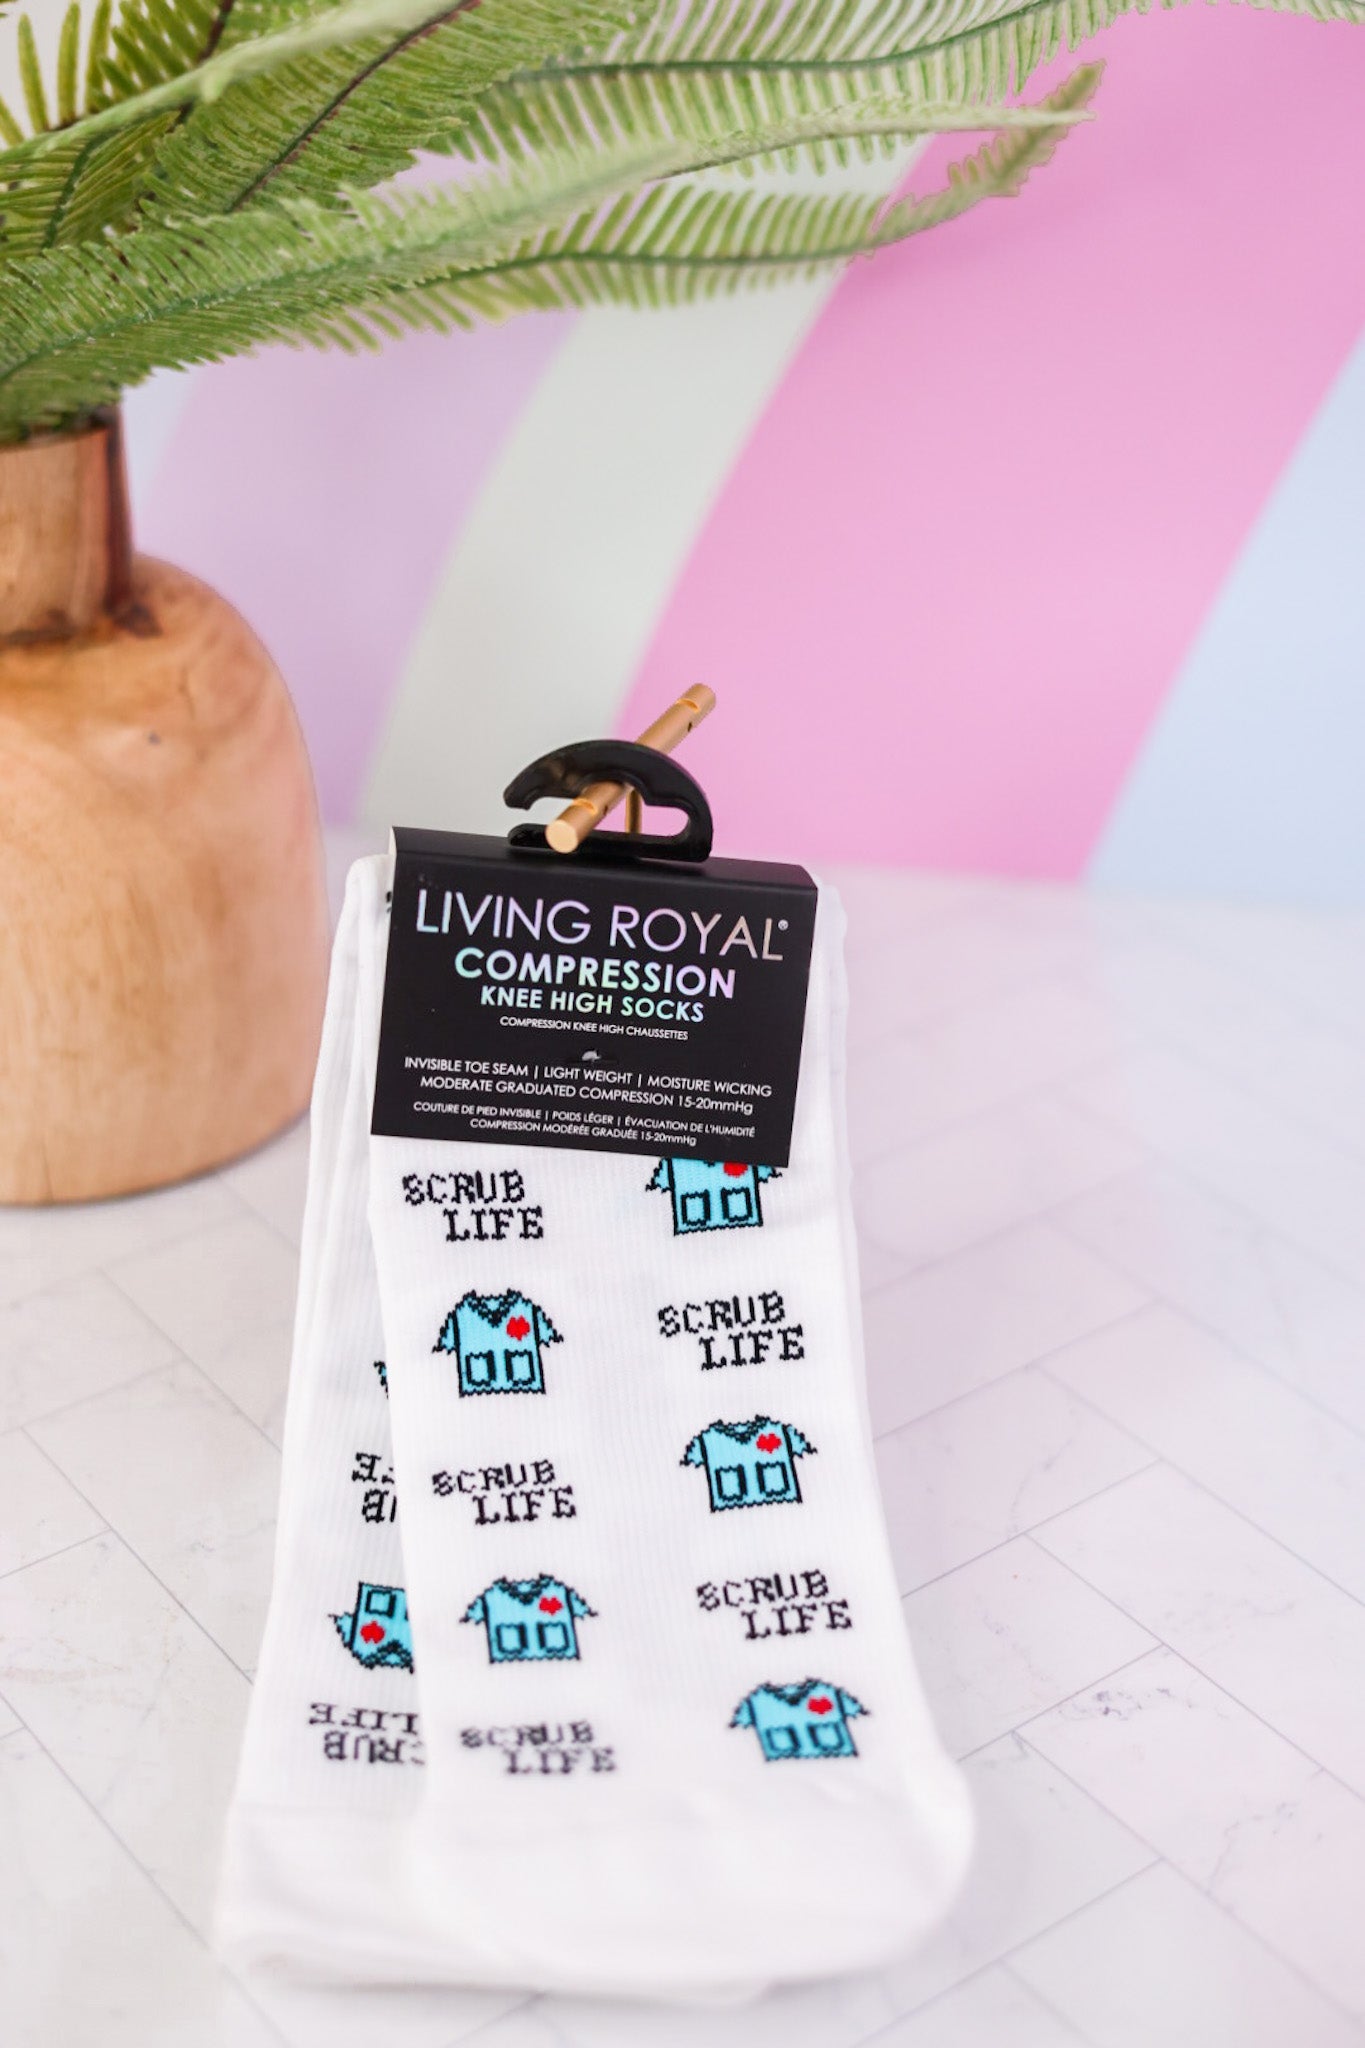 LIVING ROYAL®
COMPRESSION
KNEE HIGH SOCKS
COMPRESSION KNEE HIGH CHAUSSETTES
INVISIBLE TOE SEAM | LIGHT WEIGHT | MOISTURE WICKING
MODERATE GRADUATED COMPRESSION 15-20mmHg
COUTURE DE PIED INVISIBLE | POIDS LÉGER | ÉVACUATION DE L'HUMIDITÉ
COMPRESSION MODÉRÉE GRADUÉE 15-20mmHg
SCRUB
LIFE
SCRUB
LIFE
SCRUB
LIFE
SCRUB
LIFE
SCRUB
LIFE
LIFE
SCRUB